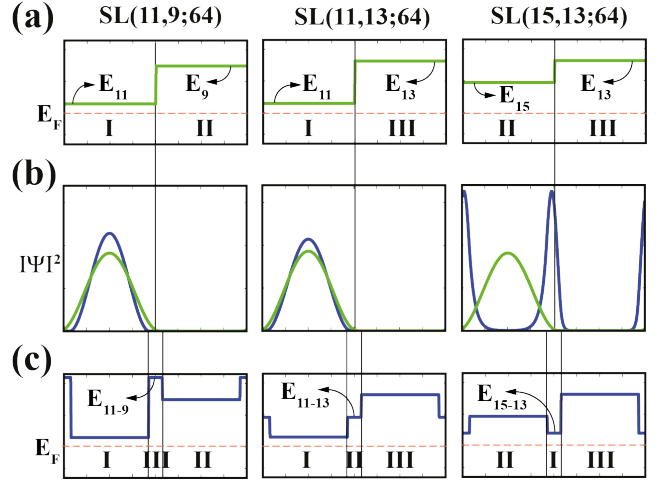 (a) SL(11,9;64) SL(11,13;64) SL(15,13;64)
E11 E9 E11 E13 E15 E13
EF I II I III II III
(b)
|Ψ|²
(c)
E11-9 E11-13 E15-13
EF I III II I II III II I III